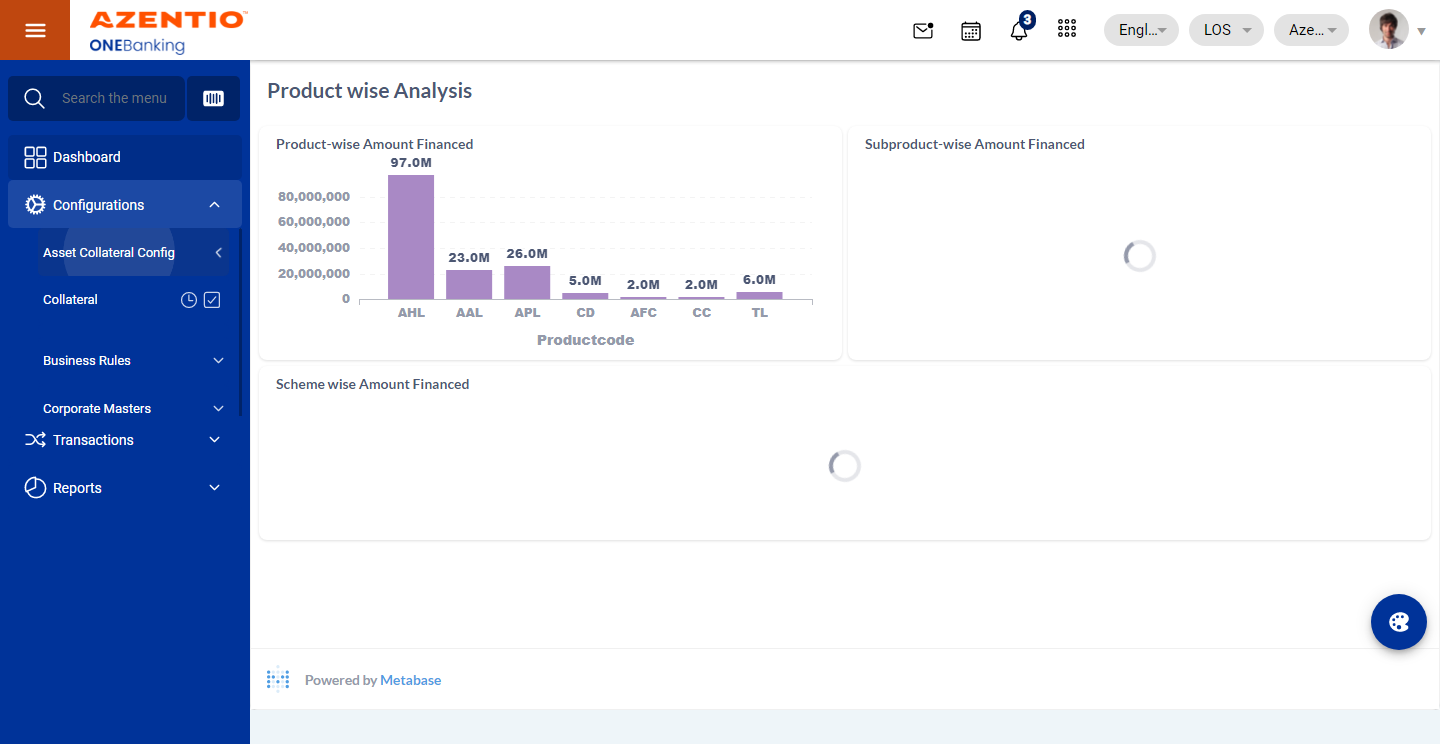 AZENTIO™
ONEBanking
3
Engl...
LOS
Aze...
Search the menu
Dashboard
Configurations
Asset Collateral Config
Collateral
Business Rules
Corporate Masters
Transactions
Reports
Product wise Analysis
Product-wise Amount Financed
97.0M
80,000,000
60,000,000
40,000,000
20,000,000
0
23.0M
26.0M
5.0M
2.0M
2.0M
6.0M
AHL
AAL
APL
CD
AFC
CC
TL
Productcode
Subproduct-wise Amount Financed
Scheme wise Amount Financed
Powered by Metabase